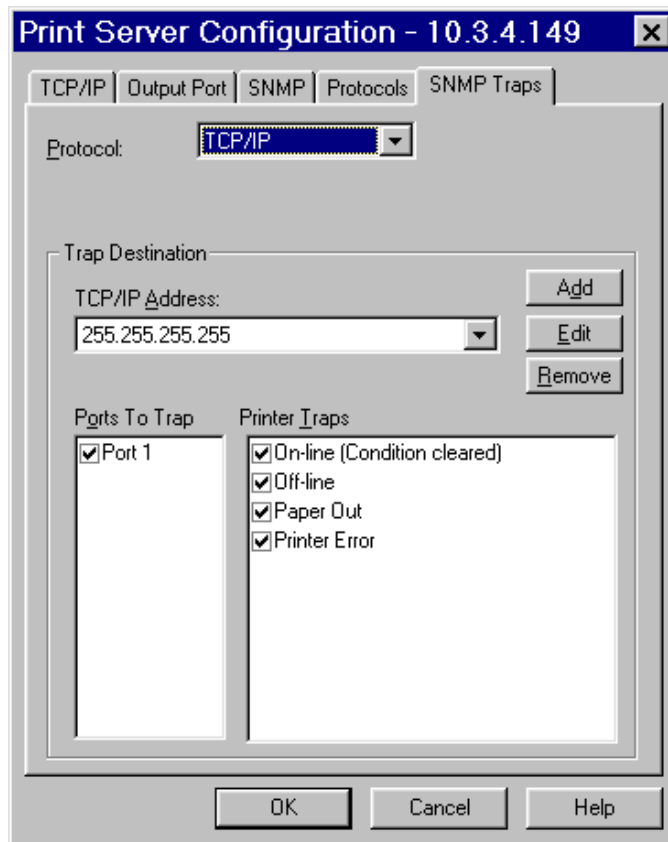 Print Server Configuration - 10.3.4.149
TCP/IP Output Port SNMP Protocols SNMP Traps
Protocol: TCP/IP
Trap Destination
TCP/IP Address:
255.255.255.255
Add
Edit
Remove
Ports To Trap
Port 1
Printer Traps
On-line (Condition cleared)
Off-line
Paper Out
Printer Error
OK Cancel Help